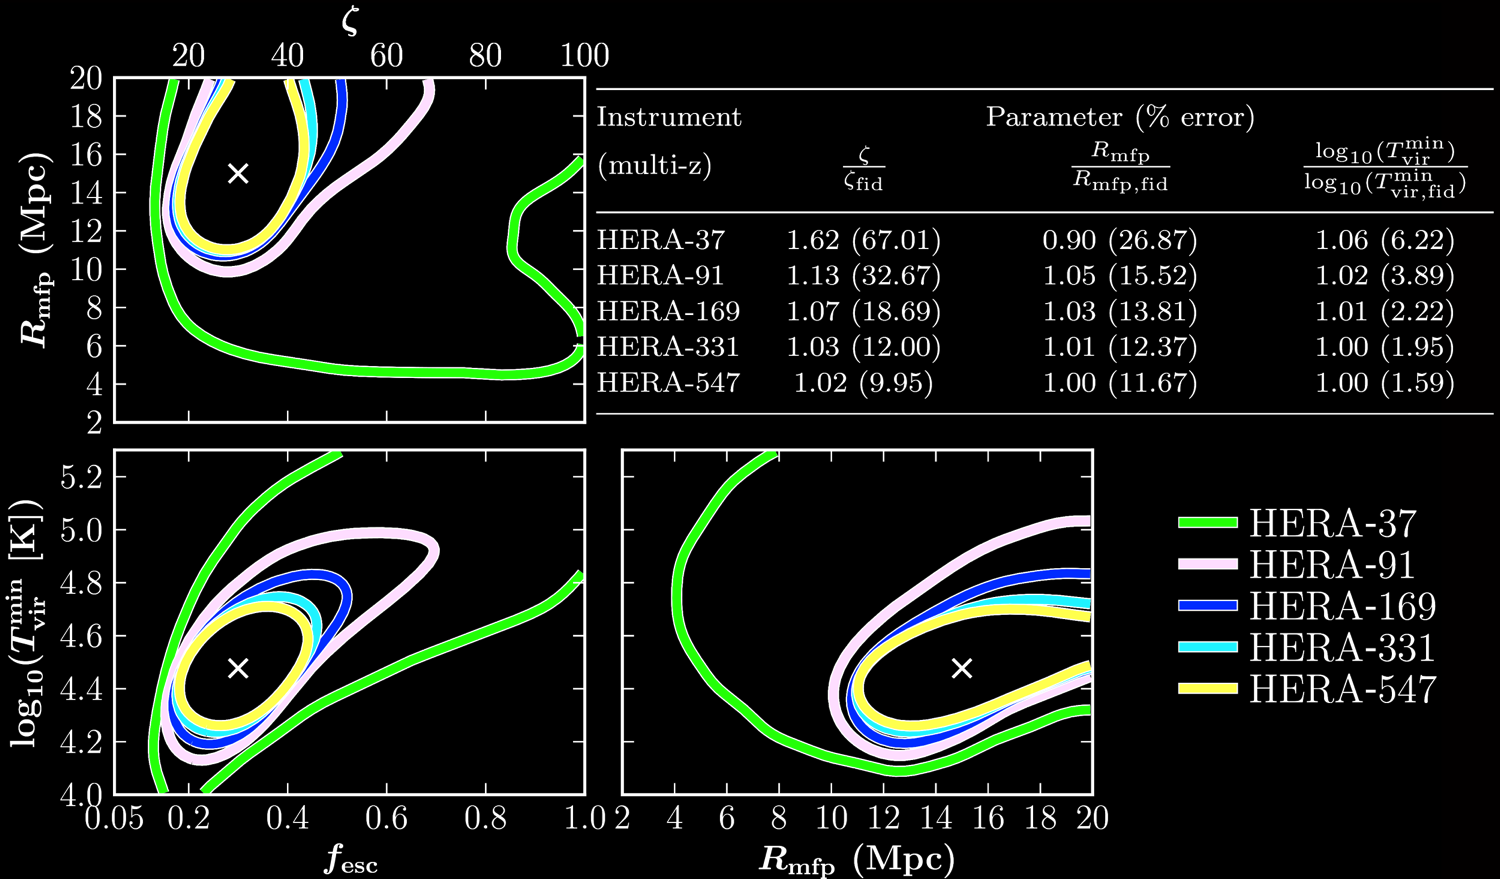 ζ
20 40 60 80 100
20
18
16
14
12
10
8
6
4
2
R_mfp (Mpc)
Instrument Parameter (% error)
(multi-z) ζ/ζ_fid R_mfp/R_mfp,fid log₁₀(T_vir^min)/log₁₀(T_vir,fid^min)
HERA-37 1.62 (67.01) 0.90 (26.87) 1.06 (6.22)
HERA-91 1.13 (32.67) 1.05 (15.52) 1.02 (3.89)
HERA-169 1.07 (18.69) 1.03 (13.81) 1.01 (2.22)
HERA-331 1.03 (12.00) 1.01 (12.37) 1.00 (1.95)
HERA-547 1.02 (9.95) 1.00 (11.67) 1.00 (1.59)
5.2
5.0
4.8
4.6
4.4
4.2
4.0
log₁₀(T_vir^min [K])
0.05 0.2 0.4 0.6 0.8 1.0
f_esc
2 4 6 8 10 12 14 16 18 20
R_mfp (Mpc)
HERA-37
HERA-91
HERA-169
HERA-331
HERA-547